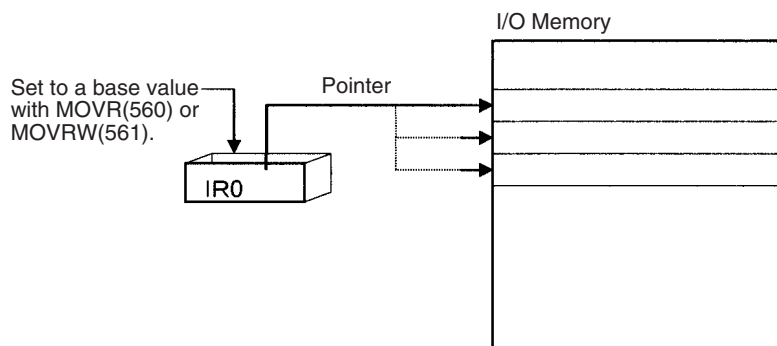 I/O Memory
Set to a base value
with MOVR(560) or
MOVRW(561).
Pointer
IR0